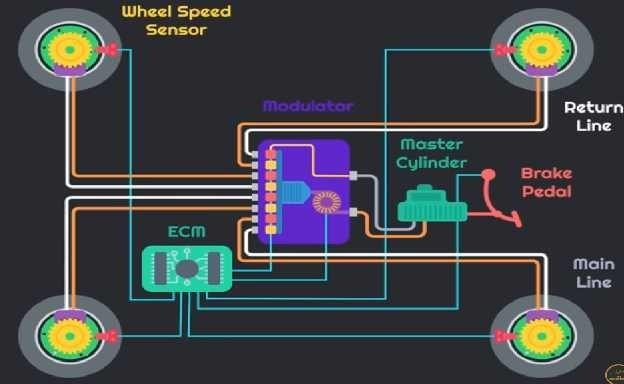 Wheel Speed
Sensor
Modulator
Return
Line
Master
Cylinder
Brake
Pedal
ECM
Main
Line